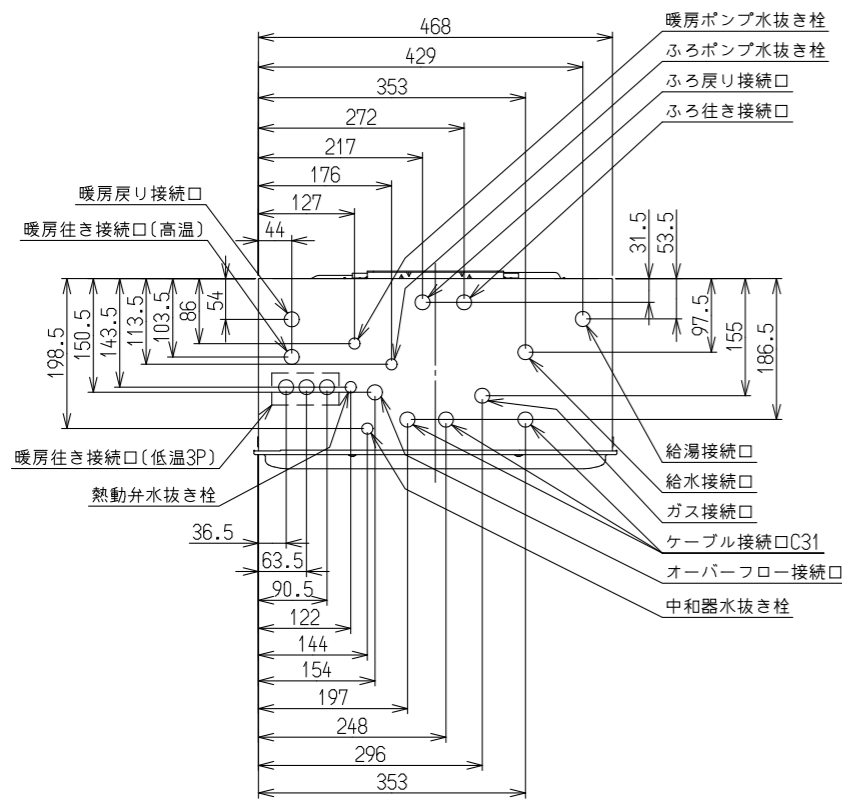 暖房ポンプ水抜き栓
468
ふろポンプ水抜き栓
429
ふろ戻り接続口
353
ふろ往き接続口
272
217
176
暖房戻り接続口
127
暖房往き接続口(高温)
44
31.5
53.5
54
86
103.5
113.5
143.5
150.5
198.5
97.5
155
186.5
暖房往き接続口(低温3P)
給湯接続口
給水接続口
熱動弁水抜き栓
ガス接続口
36.5
ケーブル接続口C31
63.5
オーバーフロー接続口
90.5
中和器水抜き栓
122
144
154
197
248
296
353